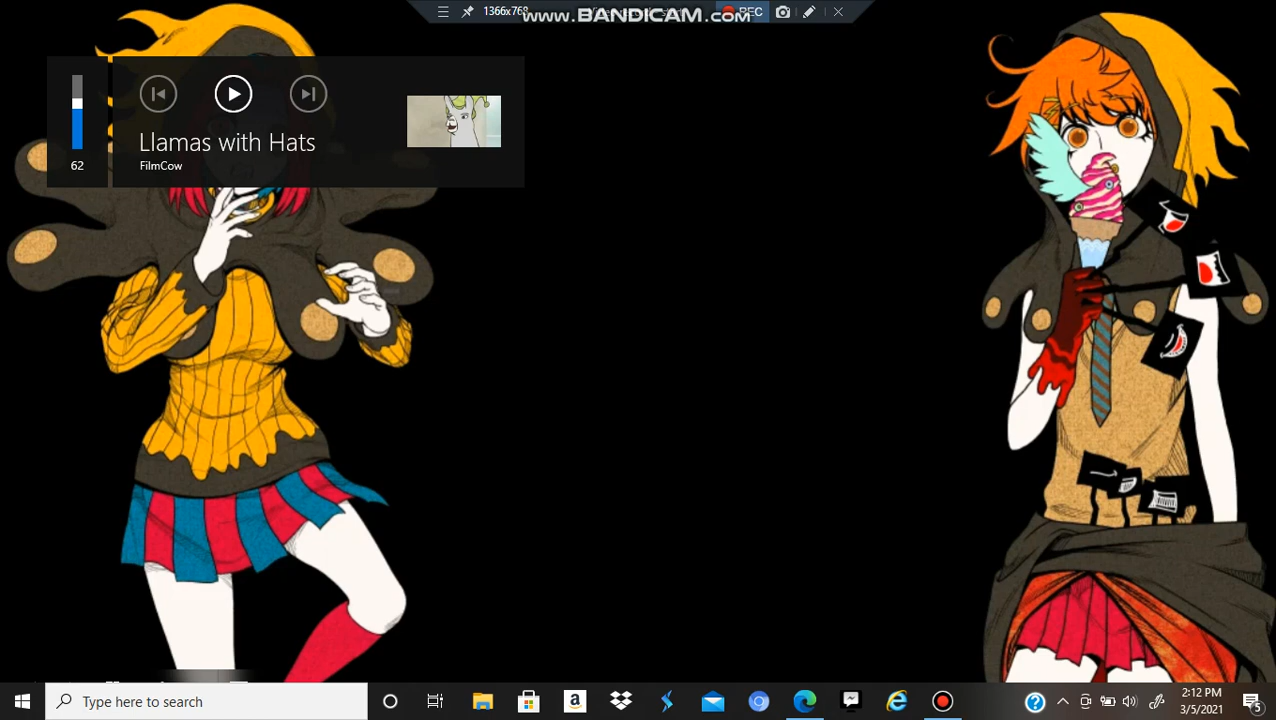 1366x768
www.BANDICAM.com
REC
Llamas with Hats
62
FilmCow
Type here to search
2:12 PM
3/5/2021
5